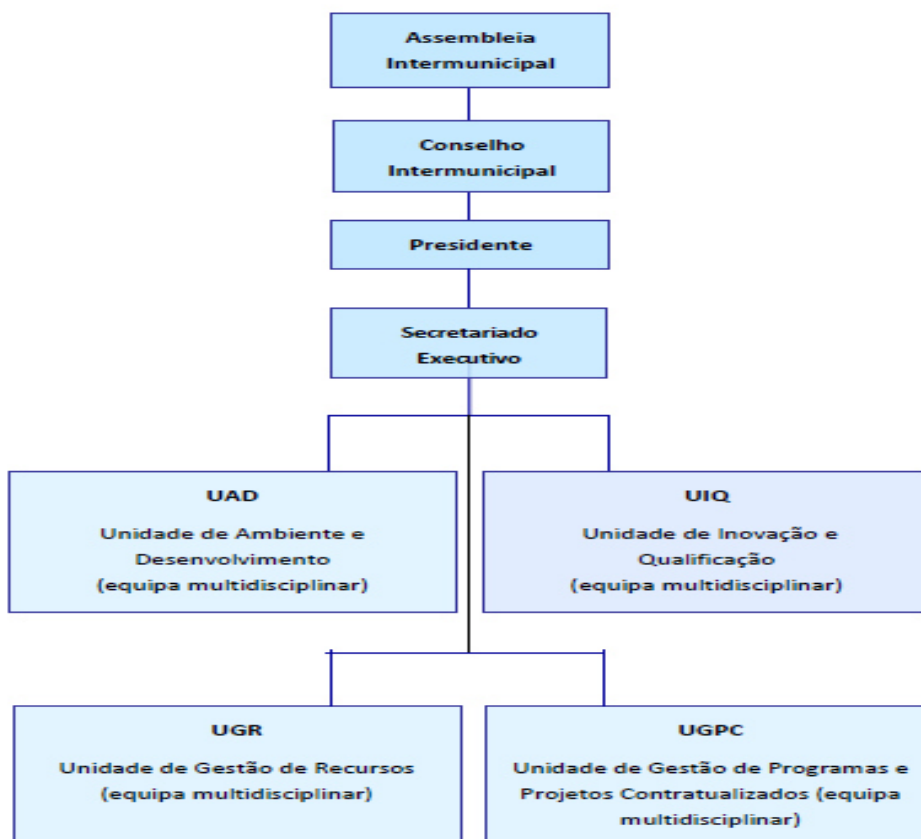 Assembleia
Intermunicipal
Conselho
Intermunicipal
Presidente
Secretariado
Executivo
UAD
Unidade de Ambiente e
Desenvolvimento
(equipa multidisciplinar)
UIQ
Unidade de Inovação e
Qualificação
(equipa multidisciplinar)
UGR
Unidade de Gestão de Recursos
(equipa multidisciplinar)
UGPC
Unidade de Gestão de Programas e
Projetos Contratualizados (equipa
multidisciplinar)